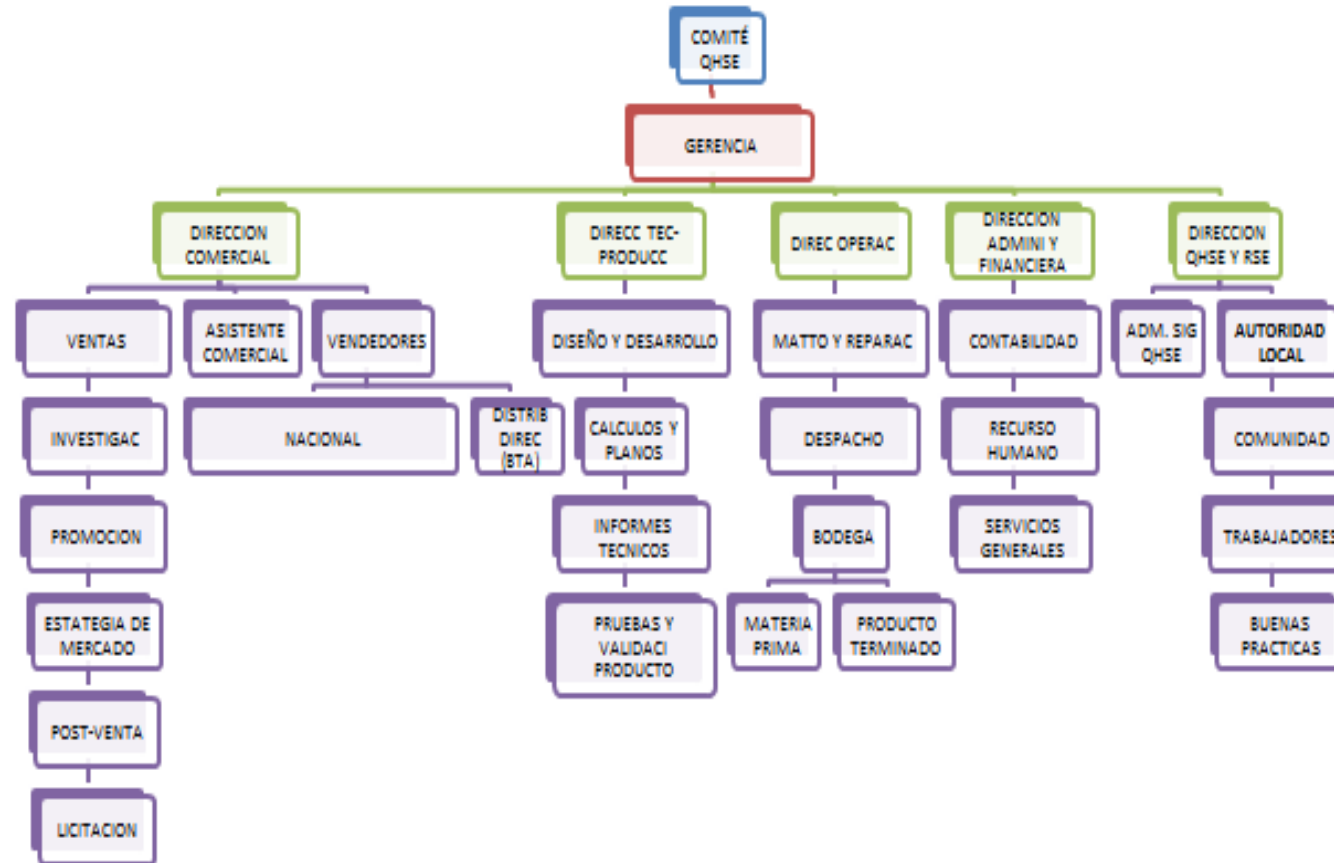 COMITÉ
QHSE
GERENCIA
DIRECCION
COMERCIAL
DIRECC TEC-
PRODUCC
DIREC OPERAC
DIRECCION
ADMINI Y
FINANCIERA
DIRECCION
QHSE Y RSE
VENTAS
ASISTENTE
COMERCIAL
VENDEDORES
DISEÑO Y DESARROLLO
MATTO Y REPARAC
CONTABILIDAD
ADM. SIG
QHSE
AUTORIDAD
LOCAL
INVESTIGAC
NACIONAL
DISTRIB
DIREC
(BTA)
CALCULOS Y
PLANOS
DESPACHO
RECURSO
HUMANO
COMUNIDAD
PROMOCION
INFORMES
TECNICOS
BODEGA
SERVICIOS
GENERALES
TRABAJADORES
ESTATEGIA DE
MERCADO
PRUEBAS Y
VALIDACI
PRODUCTO
MATERIA
PRIMA
PRODUCTO
TERMINADO
BUENAS
PRACTICAS
POST-VENTA
LICITACION